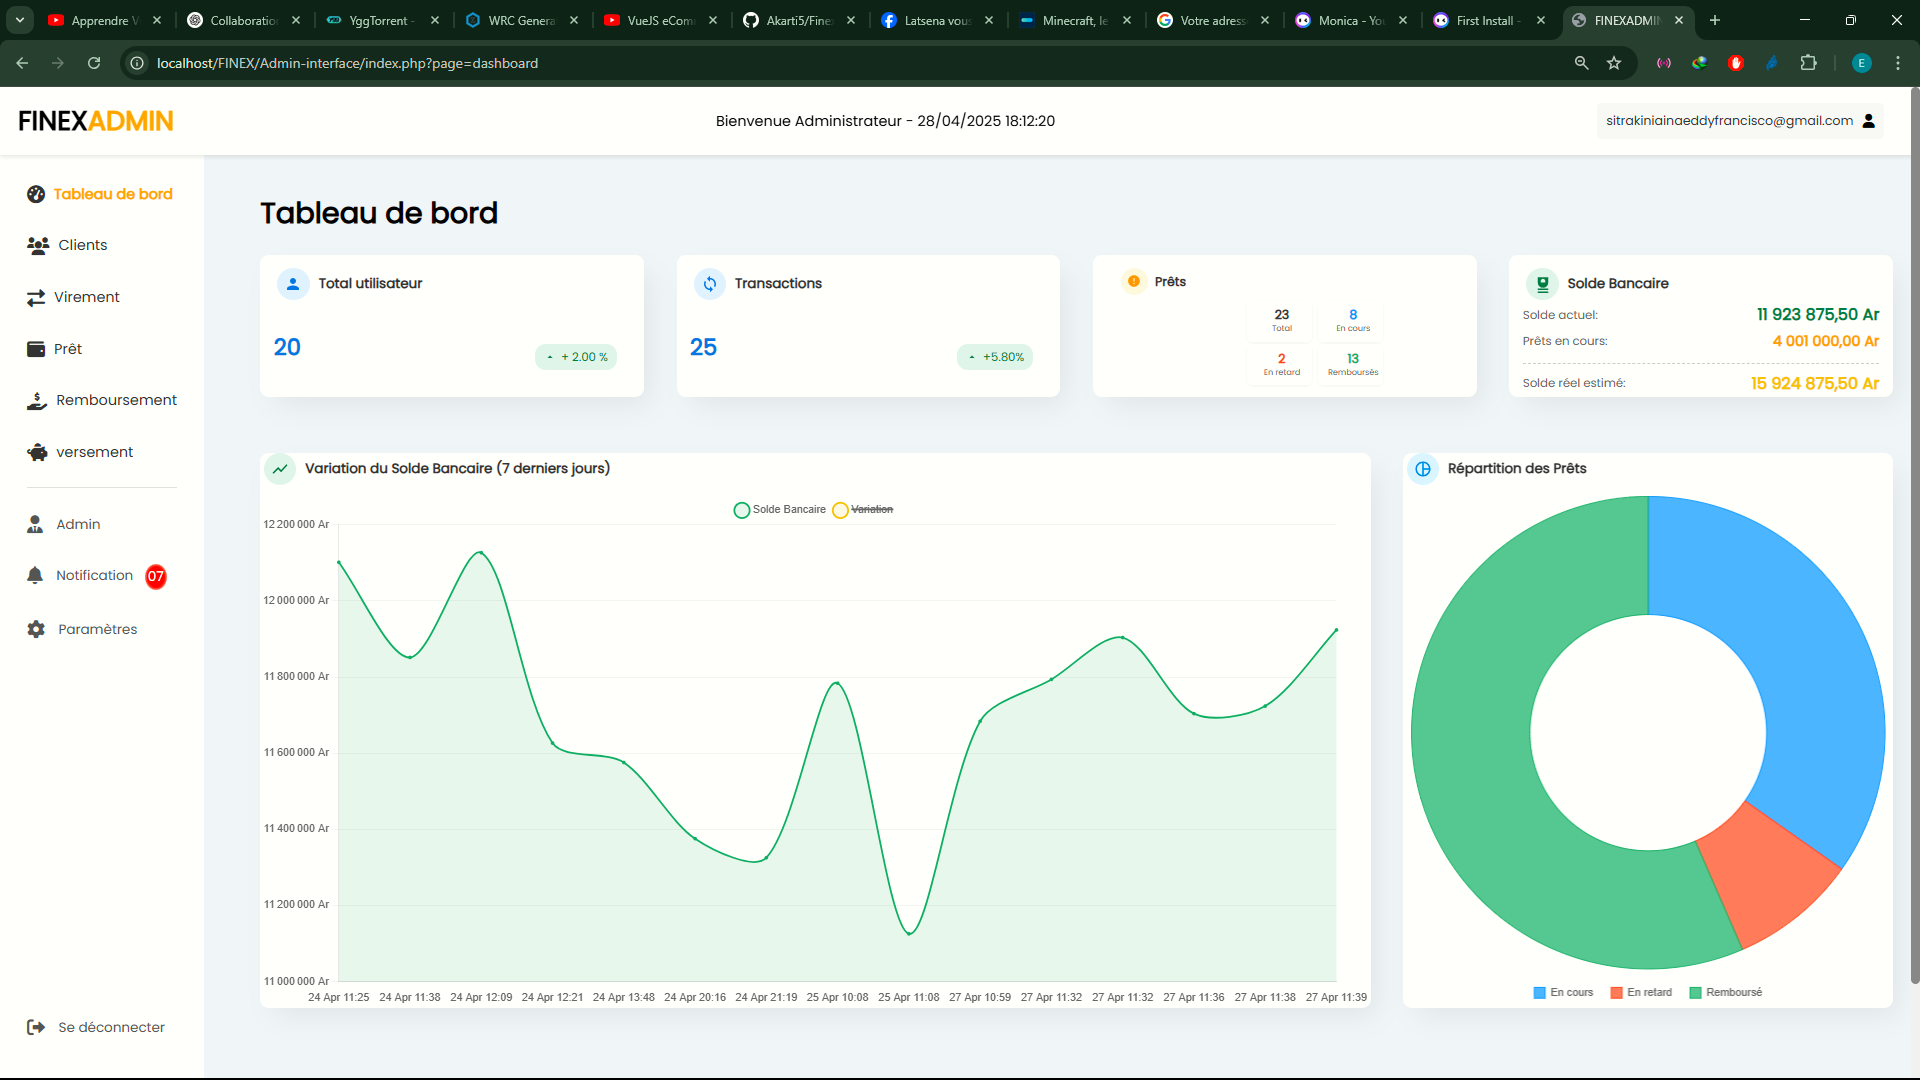 Apprendre V
Collaboration
YggTorrent -
WRC Genera
VueJS eCom
Akarti5/Fine
Latsena vous
Minecraft, le
Votre adress
Monica - You
First Install -
FINEXADMIN
localhost/FINEX/Admin-interface/index.php?page=dashboard
E
FINEXADMIN
Bienvenue Administrateur - 28/04/2025 18:12:20
sitrakiniainaeddyfrancisco@gmail.com
Tableau de bord
Clients
Virement
Prêt
Remboursement
versement
Admin
Notification 07
Paramètres
Se déconnecter
Tableau de bord
Total utilisateur
20
+ 2.00 %
Transactions
25
+5.80%
Prêts
23
Total
8
En cours
2
En retard
13
Remboursés
Solde Bancaire
Solde actuel: 11 923 875,50 Ar
Prêts en cours: 4 001 000,00 Ar
Solde réel estimé: 15 924 875,50 Ar
Variation du Solde Bancaire (7 derniers jours)
Solde Bancaire Variation
12 200 000 Ar
12 000 000 Ar
11 800 000 Ar
11 600 000 Ar
11 400 000 Ar
11 200 000 Ar
11 000 000 Ar
24 Apr 11:25 24 Apr 11:38 24 Apr 12:09 24 Apr 12:21 24 Apr 13:48 24 Apr 20:16 24 Apr 21:19 25 Apr 10:08 25 Apr 11:08 27 Apr 10:59 27 Apr 11:32 27 Apr 11:32 27 Apr 11:36 27 Apr 11:38 27 Apr 11:39
Répartition des Prêts
En cours En retard Remboursé